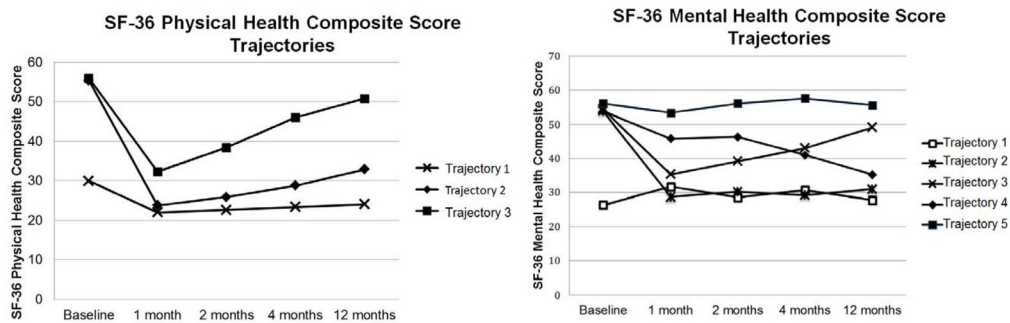 SF-36 Physical Health Composite Score
Trajectories
SF-36 Physical Health Composite Score
60
50
40
30
20
10
0
Baseline 1 month 2 months 4 months 12 months
Trajectory 1
Trajectory 2
Trajectory 3
SF-36 Mental Health Composite Score
Trajectories
SF-36 Mental Health Composite Score
70
60
50
40
30
20
10
0
Baseline 1 month 2 months 4 months 12 months
Trajectory 1
Trajectory 2
Trajectory 3
Trajectory 4
Trajectory 5